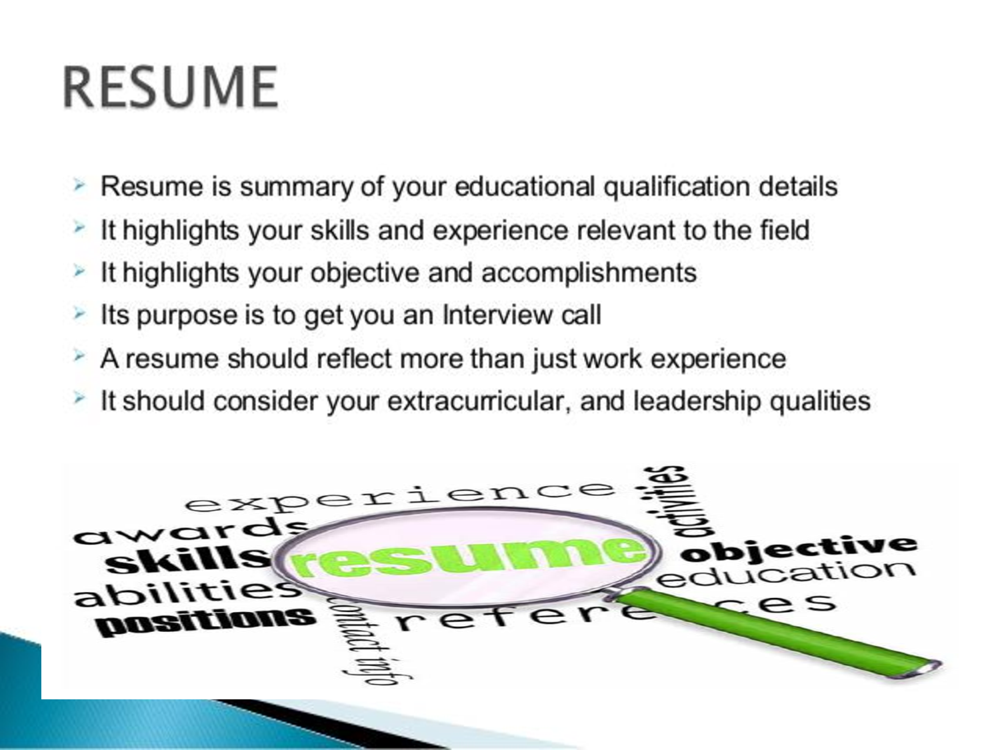 RESUME
Resume is summary of your educational qualification details
It highlights your skills and experience relevant to the field
It highlights your objective and accomplishments
Its purpose is to get you an Interview call
A resume should reflect more than just work experience
It should consider your extracurricular, and leadership qualities
experience
activities
awards
skills
resume
objective
abilities
education
positions
contact info
references